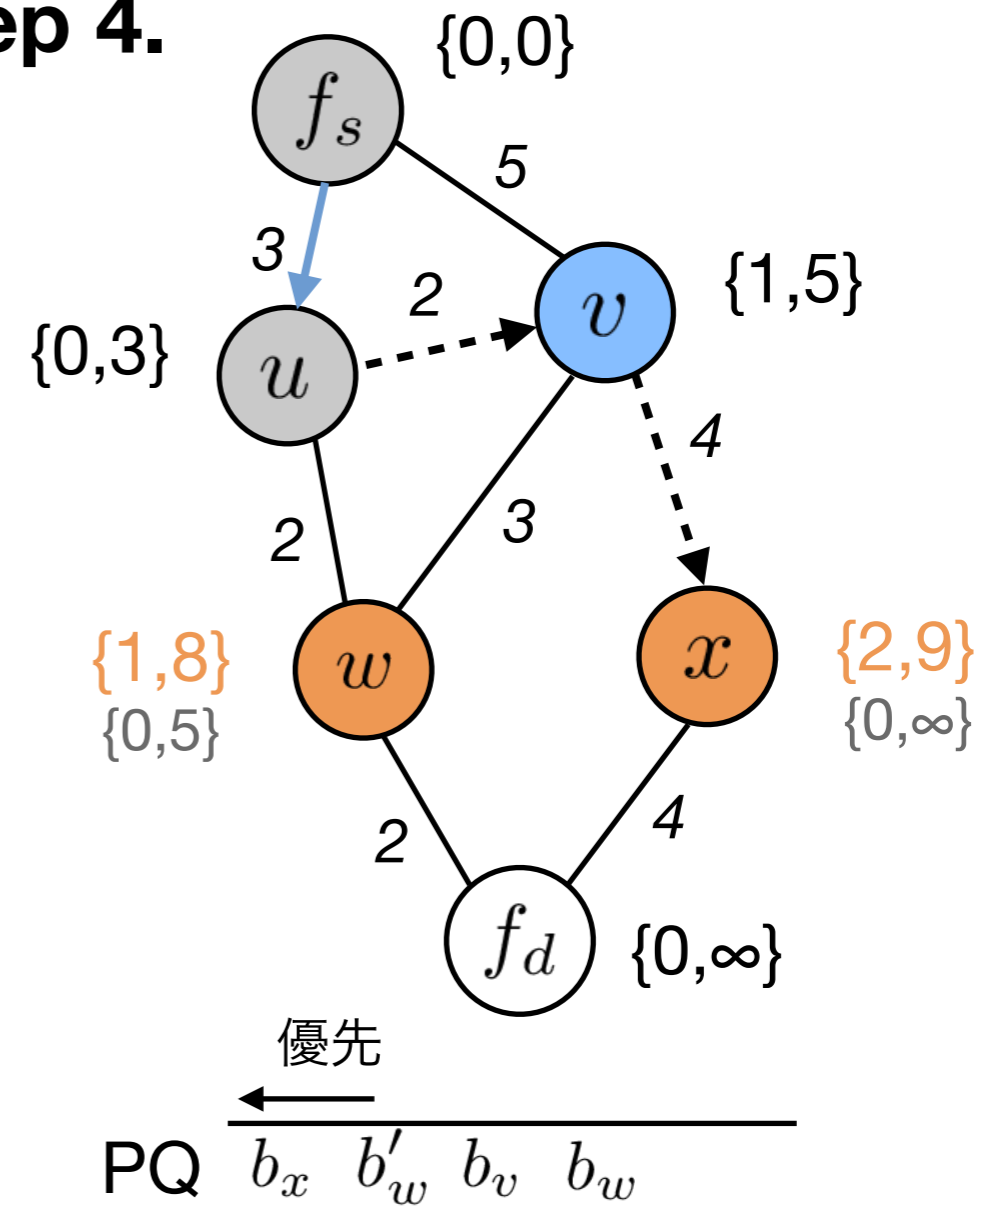 ep 4.
{0,0}
f_s
5
3
2
{1,5}
v
{0,3}
u
4
2
3
{1,8}
{0,5}
w
x
{2,9}
{0,∞}
2
4
f_d
{0,∞}
優先
PQ b_x b'_w b_v b_w